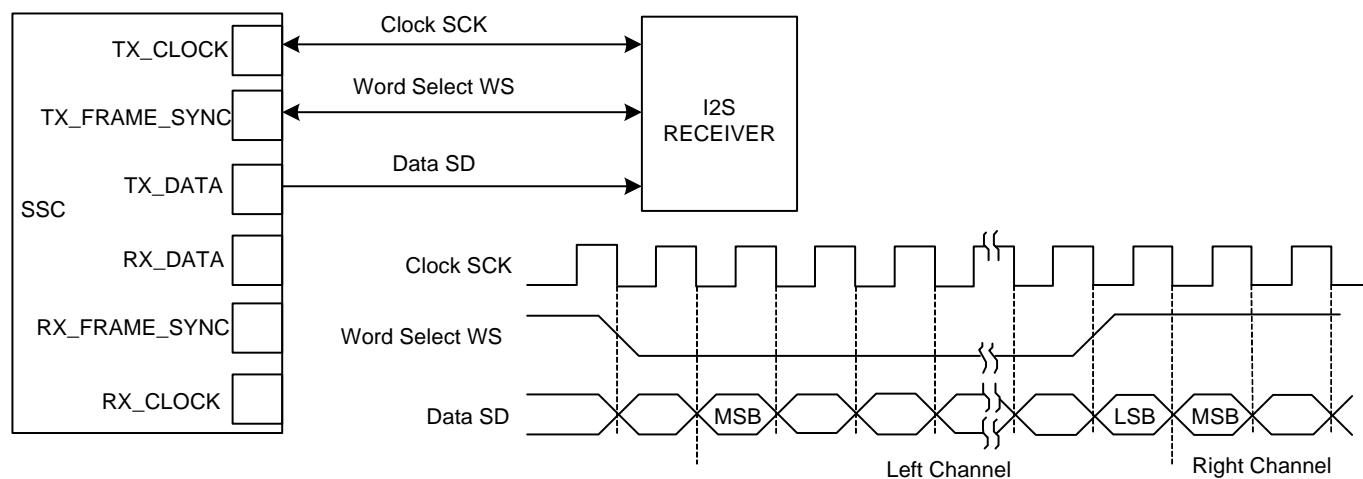 Clock SCK
TX_CLOCK
Word Select WS
TX_FRAME_SYNC
I2S
RECEIVER
Data SD
TX_DATA
SSC
RX_DATA
RX_FRAME_SYNC
RX_CLOCK
Clock SCK
Word Select WS
Data SD
MSB
LSB
MSB
Left Channel
Right Channel